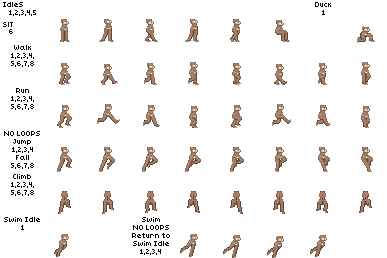 IdleS
1,2,3,4,5
Duck
1
SIT
6
Walk
1,2,3,4,
5,6,7,8
Run
1,2,3,4,
5,6,7,8
NO LOOPS
Jump
1,2,3,4
Fall
5,6,7,8
Climb
1,2,3,4,
5,6,7,8
Swim Idle
1
Swim
NO LOOPS
Return to
Swim Idle
1,2,3,4